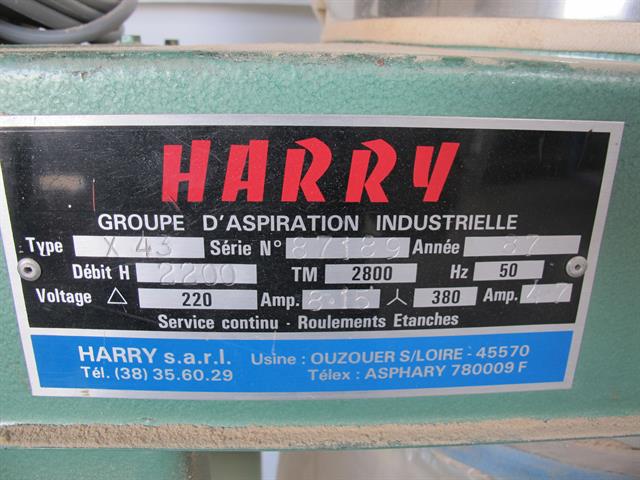 HARRY
GROUPE D'ASPIRATION INDUSTRIELLE
Type X 43 Série N° 87189 Année 87
Débit H 2200 TM 2800 Hz 50
Voltage △ 220 Amp. 8.15 ⅄ 380 Amp. 4.7
Service continu - Roulements Etanches
HARRY s.a.r.l. Usine : OUZOUER S/LOIRE - 45570
Tél. (38) 35.60.29 Télex : ASPHARY 780009 F